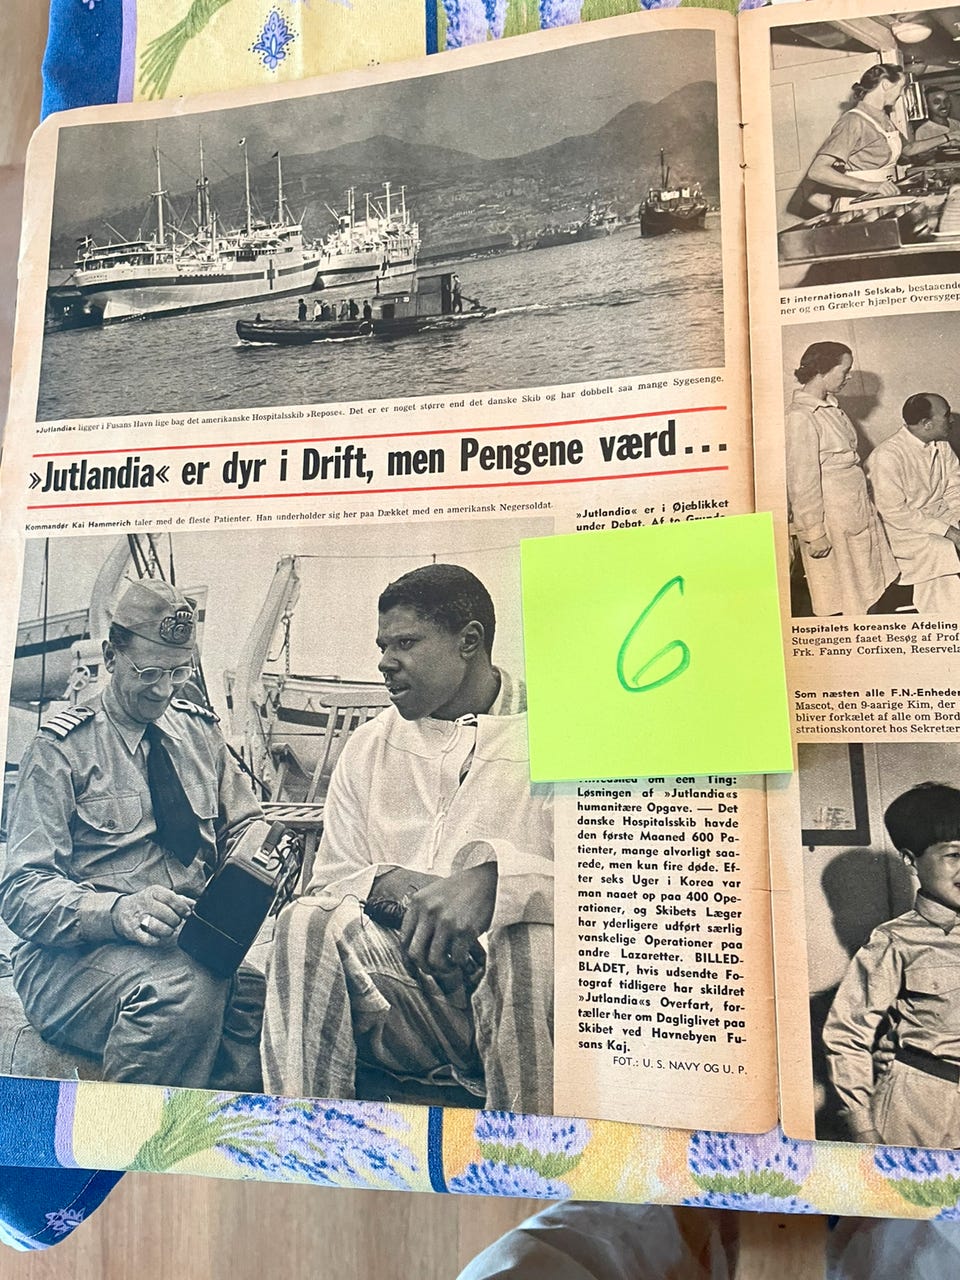 »Jutlandia« ligger i Fusans Havn lige bag det amerikanske Hospitalsskib »Repose«. Det er er noget større end det danske Skib og har dobbelt saa mange Sygesenge.
»Jutlandia« er dyr i Drift, men Pengene værd...
Kommandør Kai Hammerich taler med de fleste Patienter. Han underholder sig her paa Dækket med en amerikansk Negersoldat.
»Jutlandia« er i Øjeblikket
under Debat. Af to
6
om een Ting:
Løsningen af »Jutlandia«s
humanitære Opgave. — Det
danske Hospitalsskib havde
den første Maaned 600 Pa-
tienter, mange alvorligt saa-
rede, men kun fire døde. Ef-
ter seks Uger i Korea var
man naaet op paa 400 Ope-
rationer, og Skibets Læger
har yderligere udført særlig
vanskelige Operationer paa
andre Lazaretter. BILLED-
BLADET, hvis udsendte Fo-
tograf tidligere har skildret
»Jutlandia«s Overfart, for-
tæller her om Dagliglivet paa
Skibet ved Havnebyen Fu-
sans Kaj.
FOT.: U. S. NAVY OG U. P.
Et internationalt Selskab, bestaaende
ner og en Græker hjælper Oversygep
Hospitalets koreanske Afdeling
Stuegangen faaet Besøg af Prof
Frk. Fanny Corfixen, Reservela
Som næsten alle F.N.-Enheder
Mascot, den 9-aarige Kim, der
bliver forkælet af alle om Bord
strationskontoret hos Sekretær